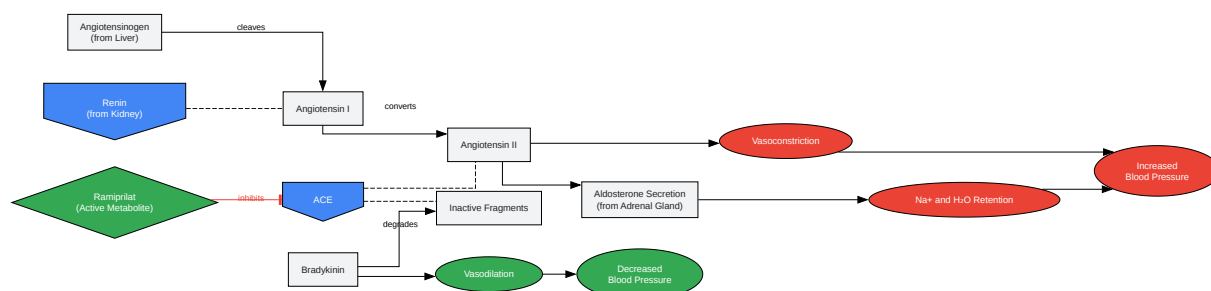 Angiotensinogen
(from Liver)
cleaves
Renin
(from Kidney)
Angiotensin I
converts
Angiotensin II
Vasoconstriction
Increased
Blood Pressure
Ramiprilat
(Active Metabolite)
inhibits
ACE
Inactive Fragments
Aldosterone Secretion
(from Adrenal Gland)
Na+ and H₂O Retention
degrades
Bradykinin
Vasodilation
Decreased
Blood Pressure